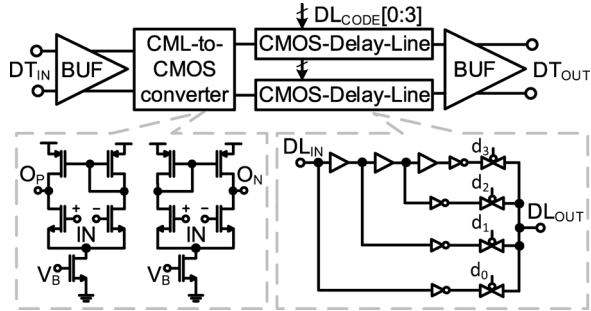 DL_CODE[0:3]
DT_IN
BUF
CML-to-
CMOS
converter
CMOS-Delay-Line
CMOS-Delay-Line
BUF
DT_OUT
O_P
+ −
IN
V_B
O_N
+ −
IN
V_B
DL_IN
d_3
d_2
d_1
d_0
DL_OUT